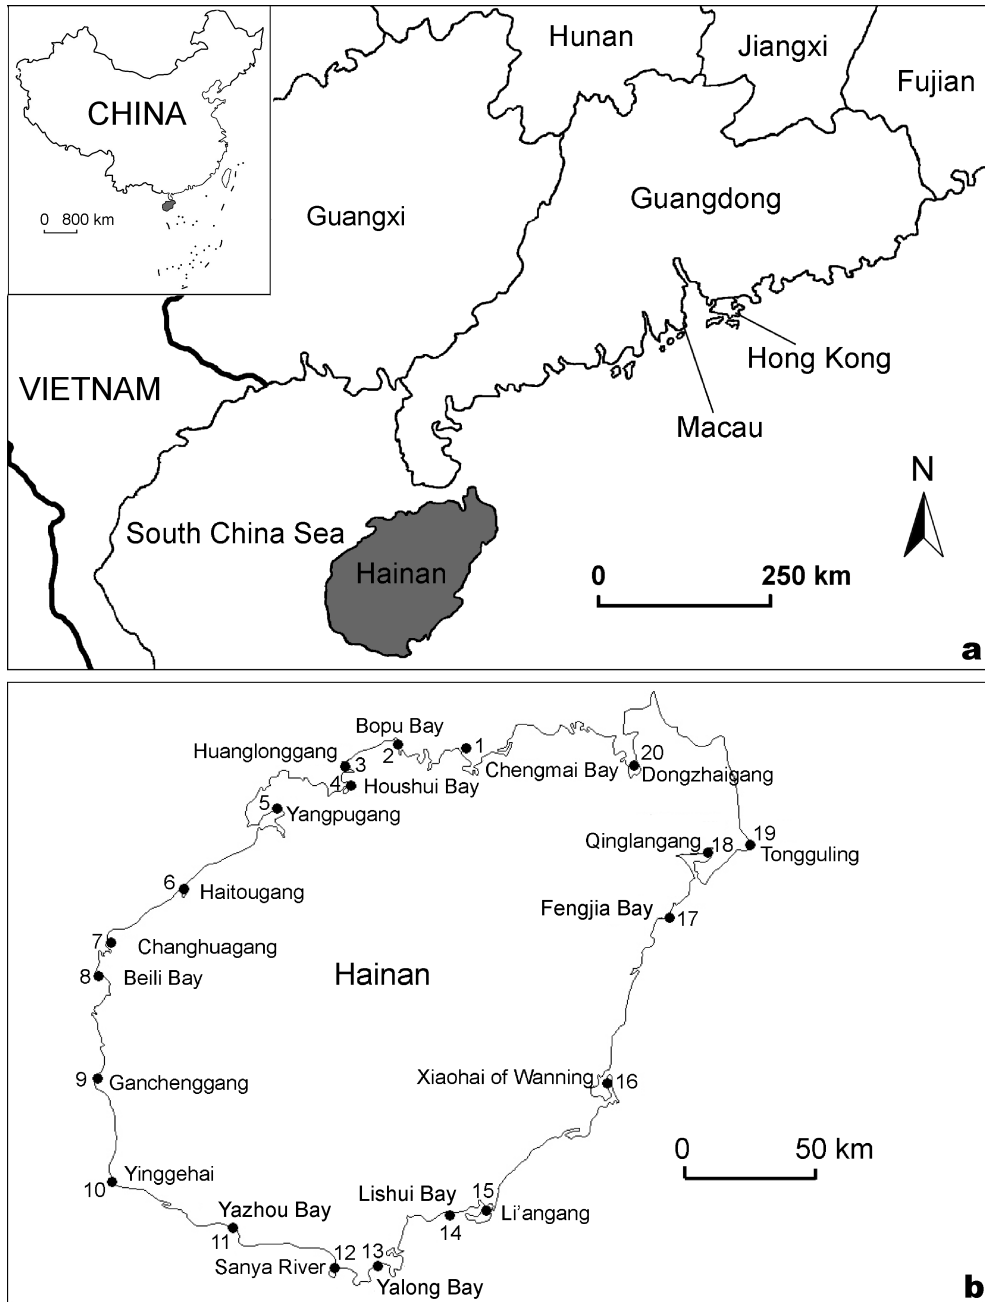 Hunan
Jiangxi
Fujian
CHINA
Guangxi
Guangdong
0 800 km
Hong Kong
VIETNAM
Macau
N
South China Sea
Hainan
0 250 km
a
Bopu Bay
Huanglonggang
2
1
3
Chengmai Bay
20
Dongzhaigang
4
Houshui Bay
5
Yangpugang
Qinglangang
18
19
Tongguling
6
Haitougang
Fengjia Bay
17
7
Changhuagang
Hainan
8
Beili Bay
9
Ganchenggang
Xiaohai of Wanning
16
0 50 km
Yinggehai
10
Lishui Bay
15
Yazhou Bay
Li'angang
11
14
12
13
Sanya River
Yalong Bay
b